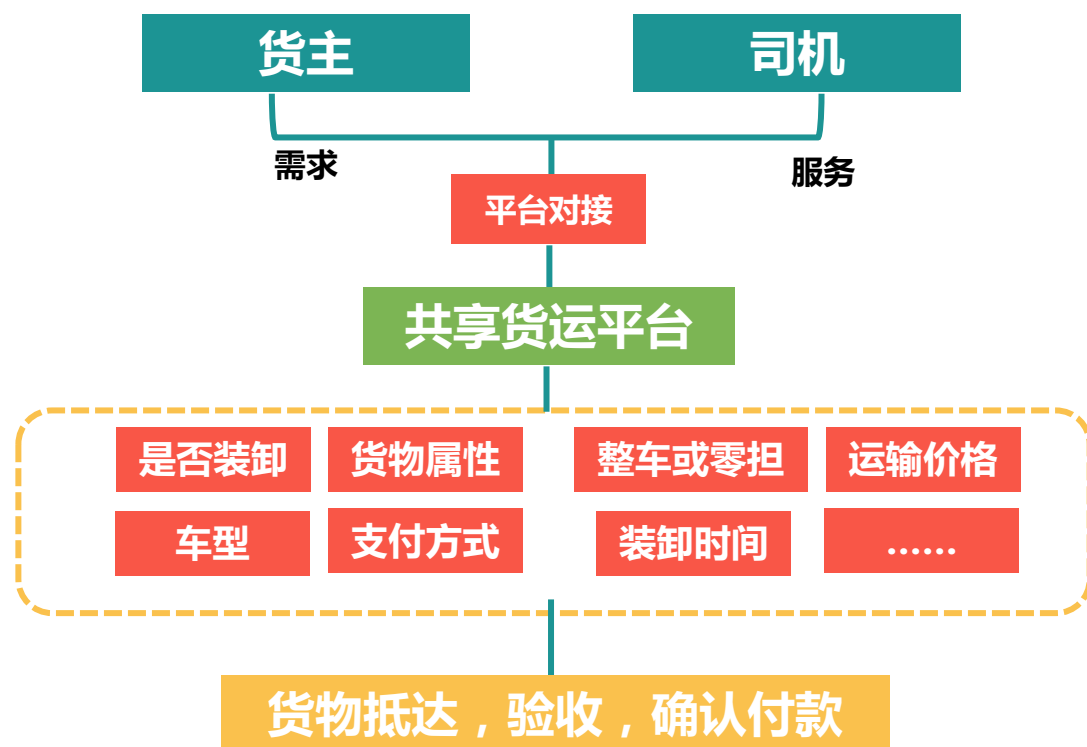 货主
司机
需求
服务
平台对接
共享货运平台
是否装卸
货物属性
整车或零担
运输价格
车型
支付方式
装卸时间
......
货物抵达，验收，确认付款